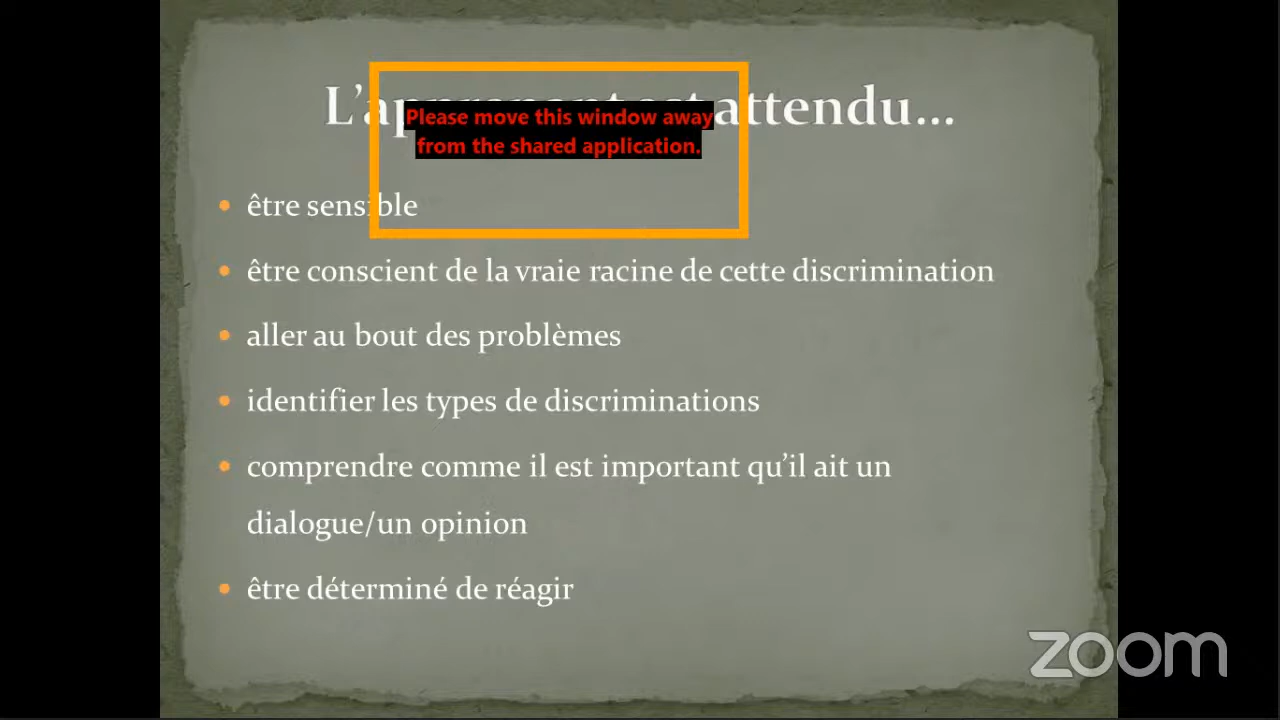 L'apprenant est attendu...
Please move this window away
from the shared application.
être sensible
être conscient de la vraie racine de cette discrimination
aller au bout des problèmes
identifier les types de discriminations
comprendre comme il est important qu'il ait un
dialogue/un opinion
être déterminé de réagir
zoom